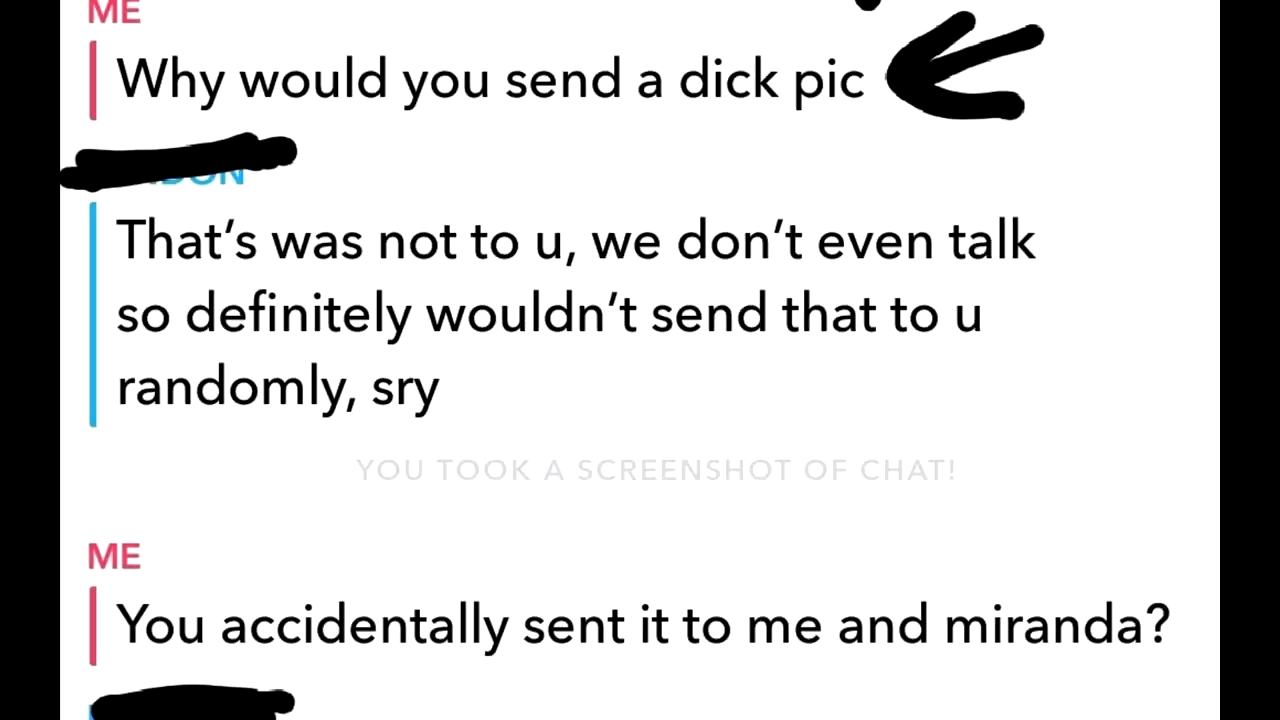 ME
Why would you send a dick pic
That's was not to u, we don't even talk
so definitely wouldn't send that to u
randomly, sry
YOU TOOK A SCREENSHOT OF CHAT!
ME
You accidentally sent it to me and miranda?